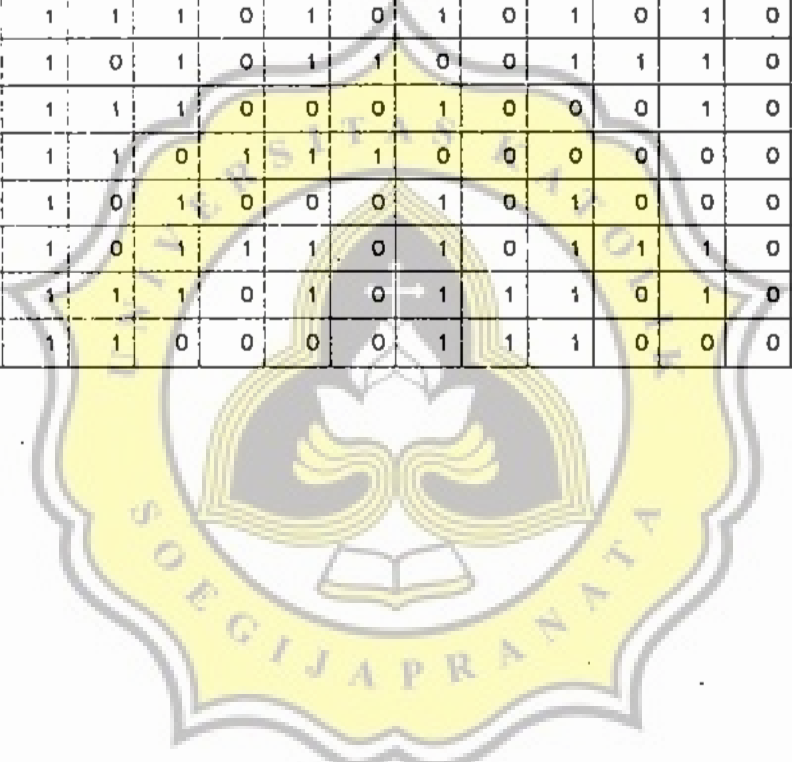 1 1 1 0 1 0 1 0 1 0 1 0
1 0 1 0 1 1 0 0 1 1 1 0
1 1 1 0 0 0 1 0 0 0 1 0
1 1 0 1 1 1 0 0 0 0 0 0
1 0 1 0 0 0 1 0 1 0 0 0
1 0 1 1 1 0 1 0 1 1 1 0
1 1 1 0 1 0 1 1 1 0 1 0
1 1 0 0 0 0 1 1 1 0 0 0
UNIVERSITAS KATOLIK
SOEGIJAPRANATA